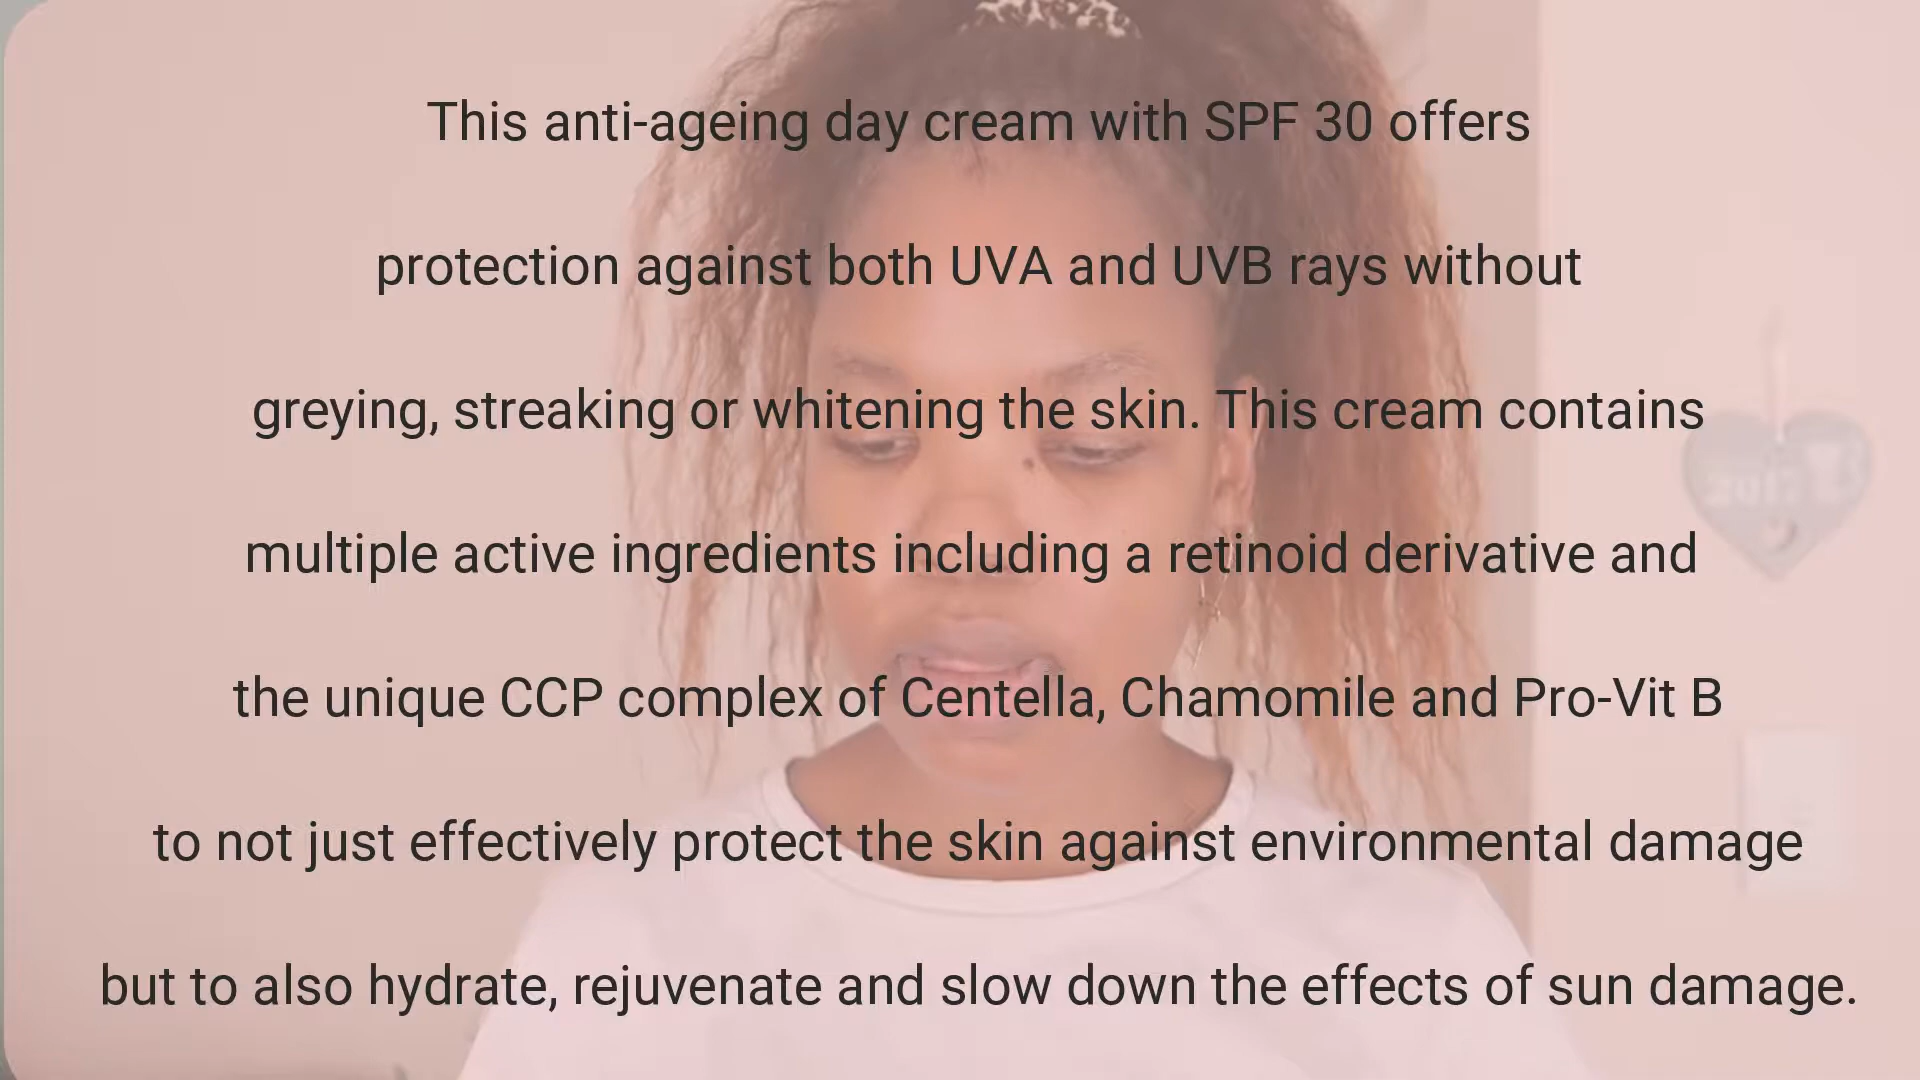 This anti-ageing day cream with SPF 30 offers
protection against both UVA and UVB rays without
greying, streaking or whitening the skin. This cream contains
multiple active ingredients including a retinoid derivative and
the unique CCP complex of Centella, Chamomile and Pro-Vit B
to not just effectively protect the skin against environmental damage
but to also hydrate, rejuvenate and slow down the effects of sun damage.
2017